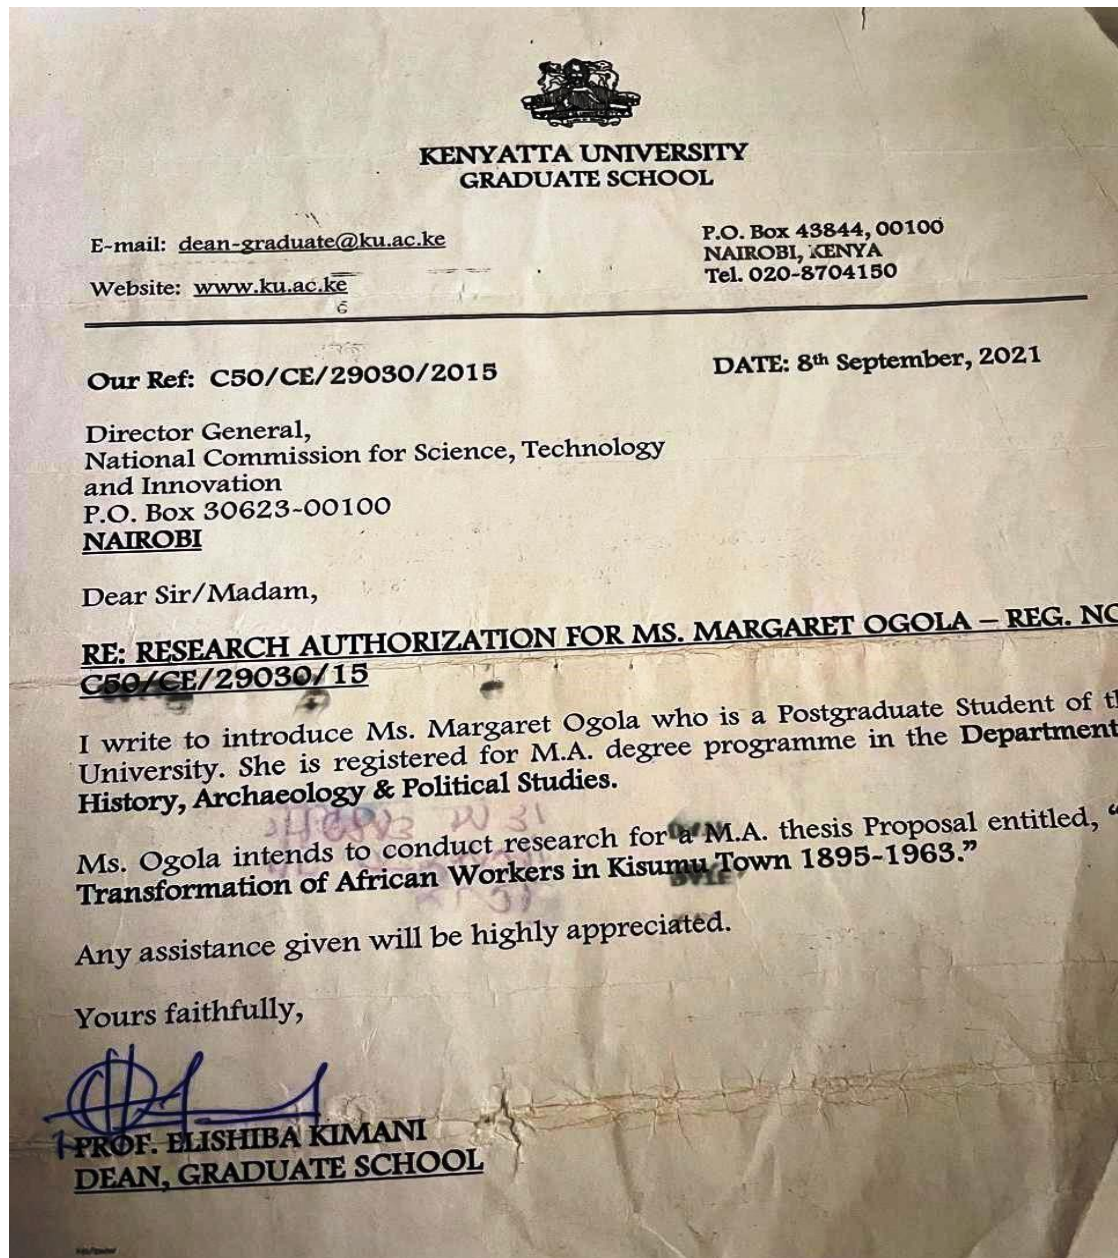 KENYATTA UNIVERSITY
GRADUATE SCHOOL
E-mail: dean-graduate@ku.ac.ke
P.O. Box 43844, 00100
NAIROBI, KENYA
Tel. 020-8704150
Website: www.ku.ac.ke
Our Ref: C50/CE/29030/2015
DATE: 8th September, 2021
Director General,
National Commission for Science, Technology
and Innovation
P.O. Box 30623-00100
NAIROBI
Dear Sir/Madam,
RE: RESEARCH AUTHORIZATION FOR MS. MARGARET OGOLA – REG. NO
C50/CE/29030/15
I write to introduce Ms. Margaret Ogola who is a Postgraduate Student of
University. She is registered for M.A. degree programme in the Department
History, Archaeology & Political Studies.
Ms. Ogola intends to conduct research for a M.A. thesis Proposal entitled, “
Transformation of African Workers in Kisumu Town 1895-1963.”
Any assistance given will be highly appreciated.
Yours faithfully,
PROF. ELISHIBA KIMANI
DEAN, GRADUATE SCHOOL